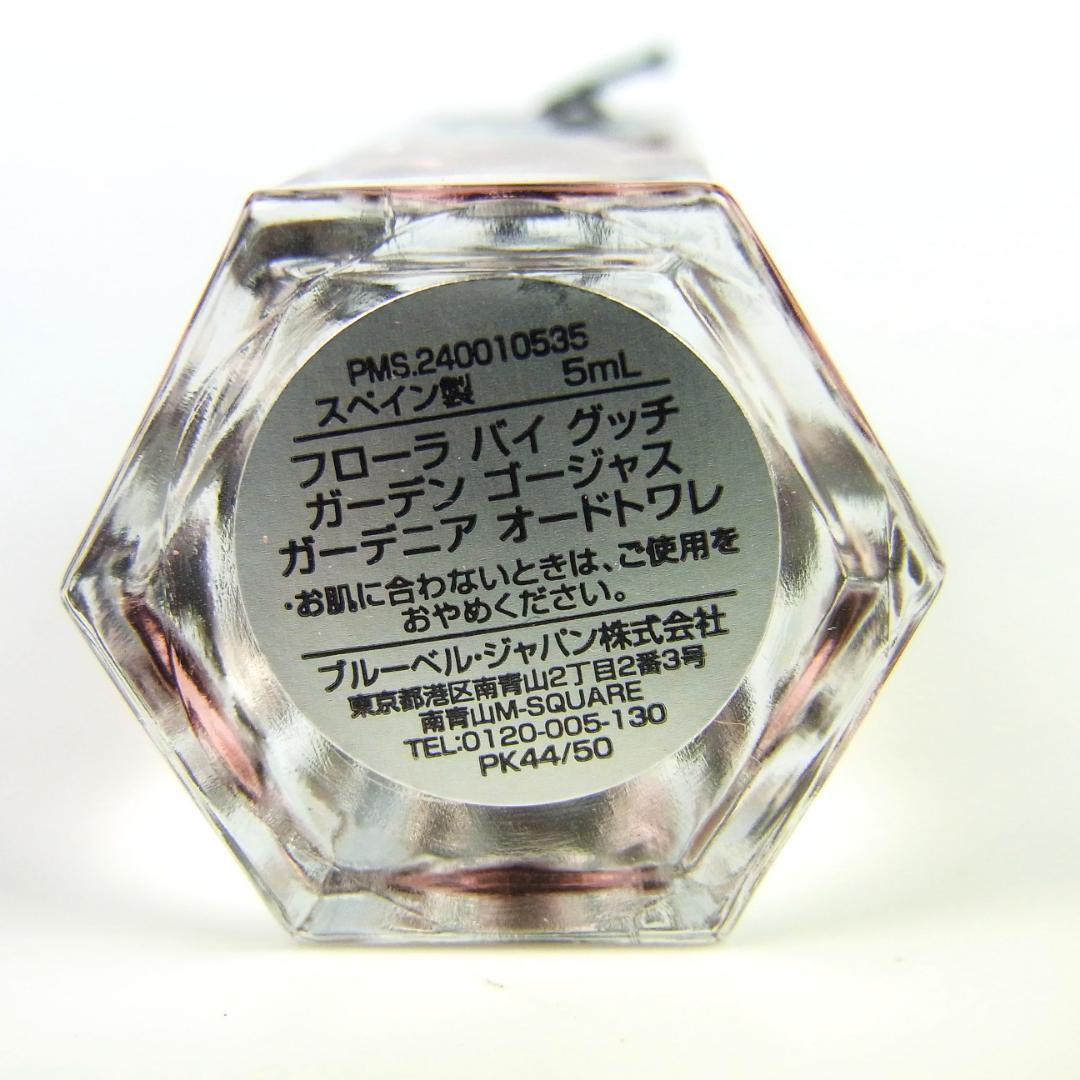 PMS.240010535
スペイン製 5mL
フローラ バイ グッチ
ガーデン ゴージャス
ガーデニア オードトワレ
・お肌に合わないときは、ご使用を
おやめください。
ブルーベル・ジャパン株式会社
東京都港区南青山2丁目2番3号
南青山M-SQUARE
TEL:0120-005-130
PK44/50